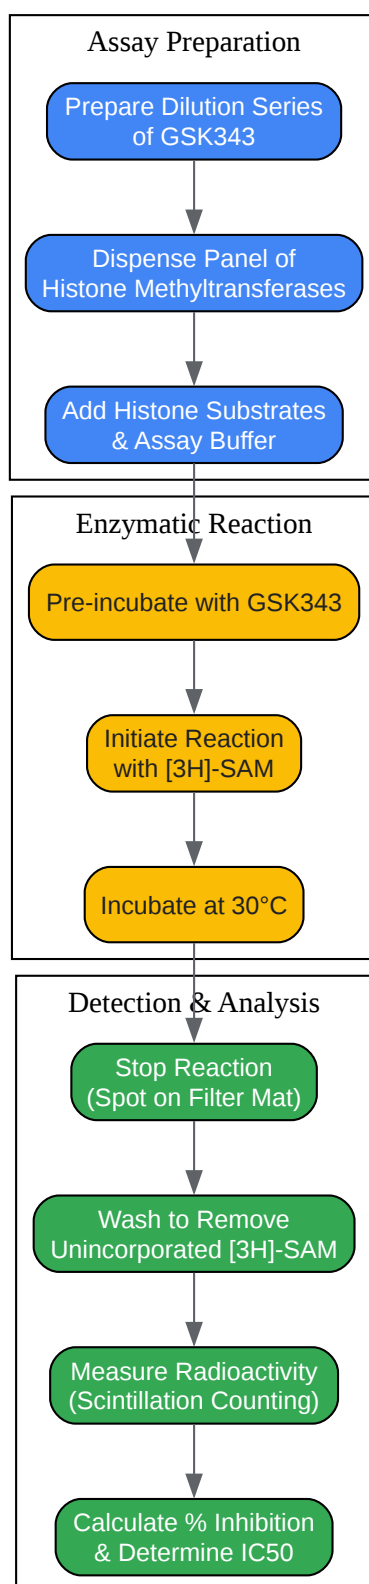 Assay Preparation
Prepare Dilution Series
of GSK343
Dispense Panel of
Histone Methyltransferases
Add Histone Substrates
& Assay Buffer
Enzymatic Reaction
Pre-incubate with GSK343
Initiate Reaction
with [3H]-SAM
Incubate at 30°C
Detection & Analysis
Stop Reaction
(Spot on Filter Mat)
Wash to Remove
Unincorporated [3H]-SAM
Measure Radioactivity
(Scintillation Counting)
Calculate % Inhibition
& Determine IC50